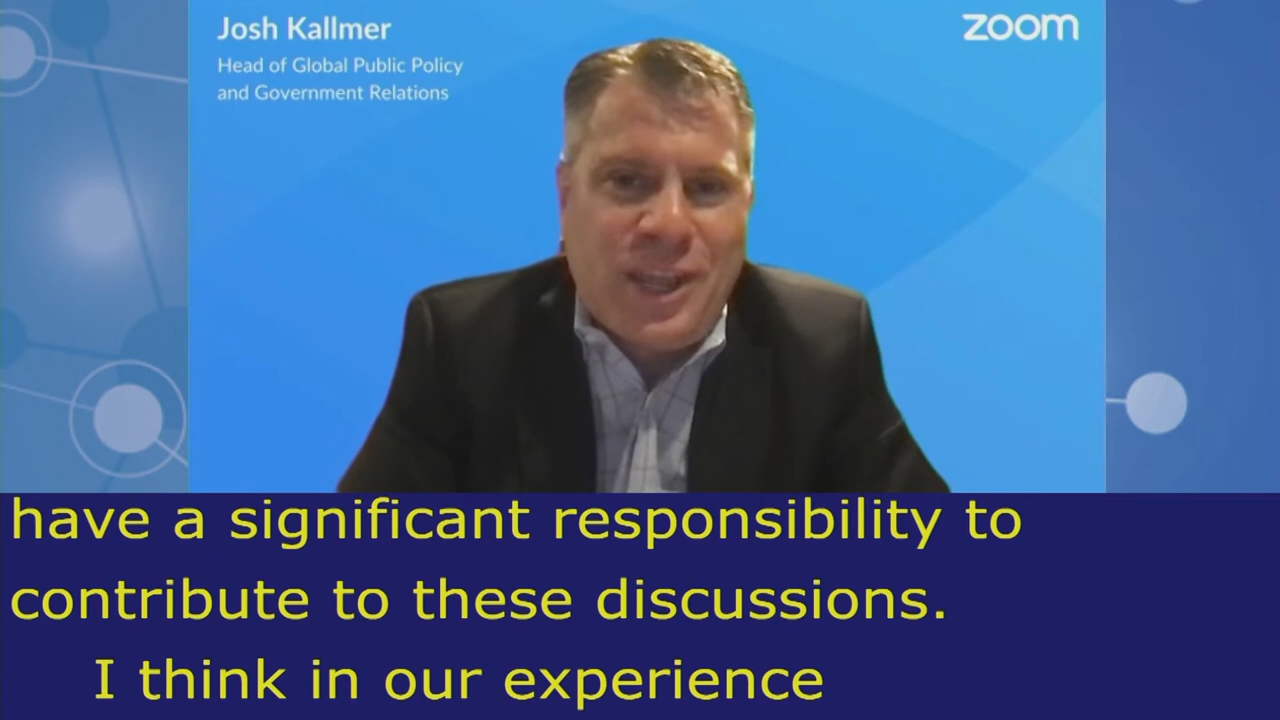 Josh Kallmer
zoom
Head of Global Public Policy
and Government Relations
have a significant responsibility to
contribute to these discussions.
I think in our experience